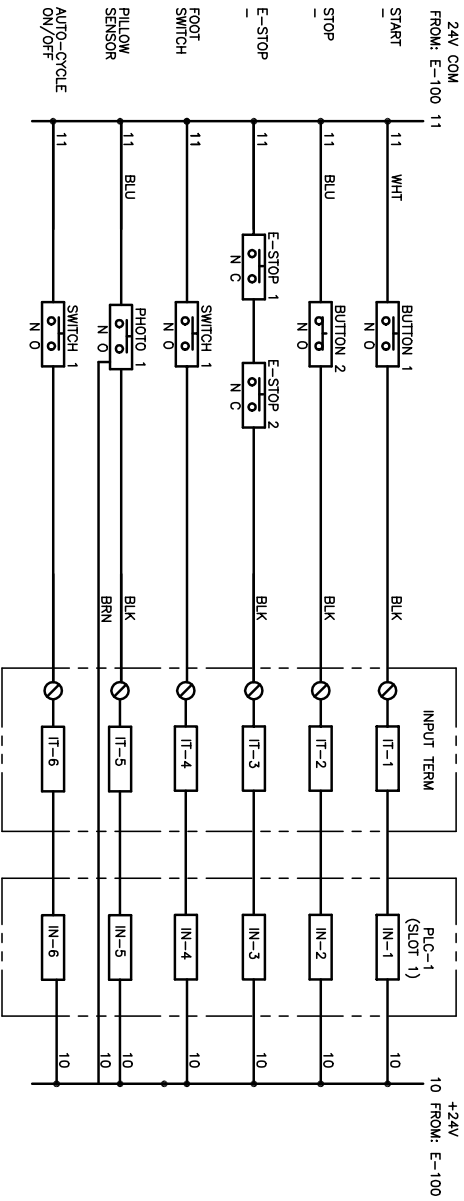 24V COM
FROM: E-100 11
+24V
10 FROM: E-100
INPUT TERM
PLC-1
(SLOT 1)
START
–
11
WHT
BUTTON 1
N O
BLK
IT-1
IN-1
10
STOP
–
11
BLU
BUTTON 2
N O
BLK
IT-2
IN-2
10
E-STOP
–
11
E-STOP 1
N C
E-STOP 2
N C
BLK
IT-3
IN-3
10
FOOT
SWITCH
11
SWITCH 1
N O
IT-4
IN-4
10
PILLOW
SENSOR
11
BLU
PHOTO 1
N O
BLK
BRN
IT-5
IN-5
10
10
AUTO-CYCLE
ON/OFF
11
SWITCH 1
N O
IT-6
IN-6
10